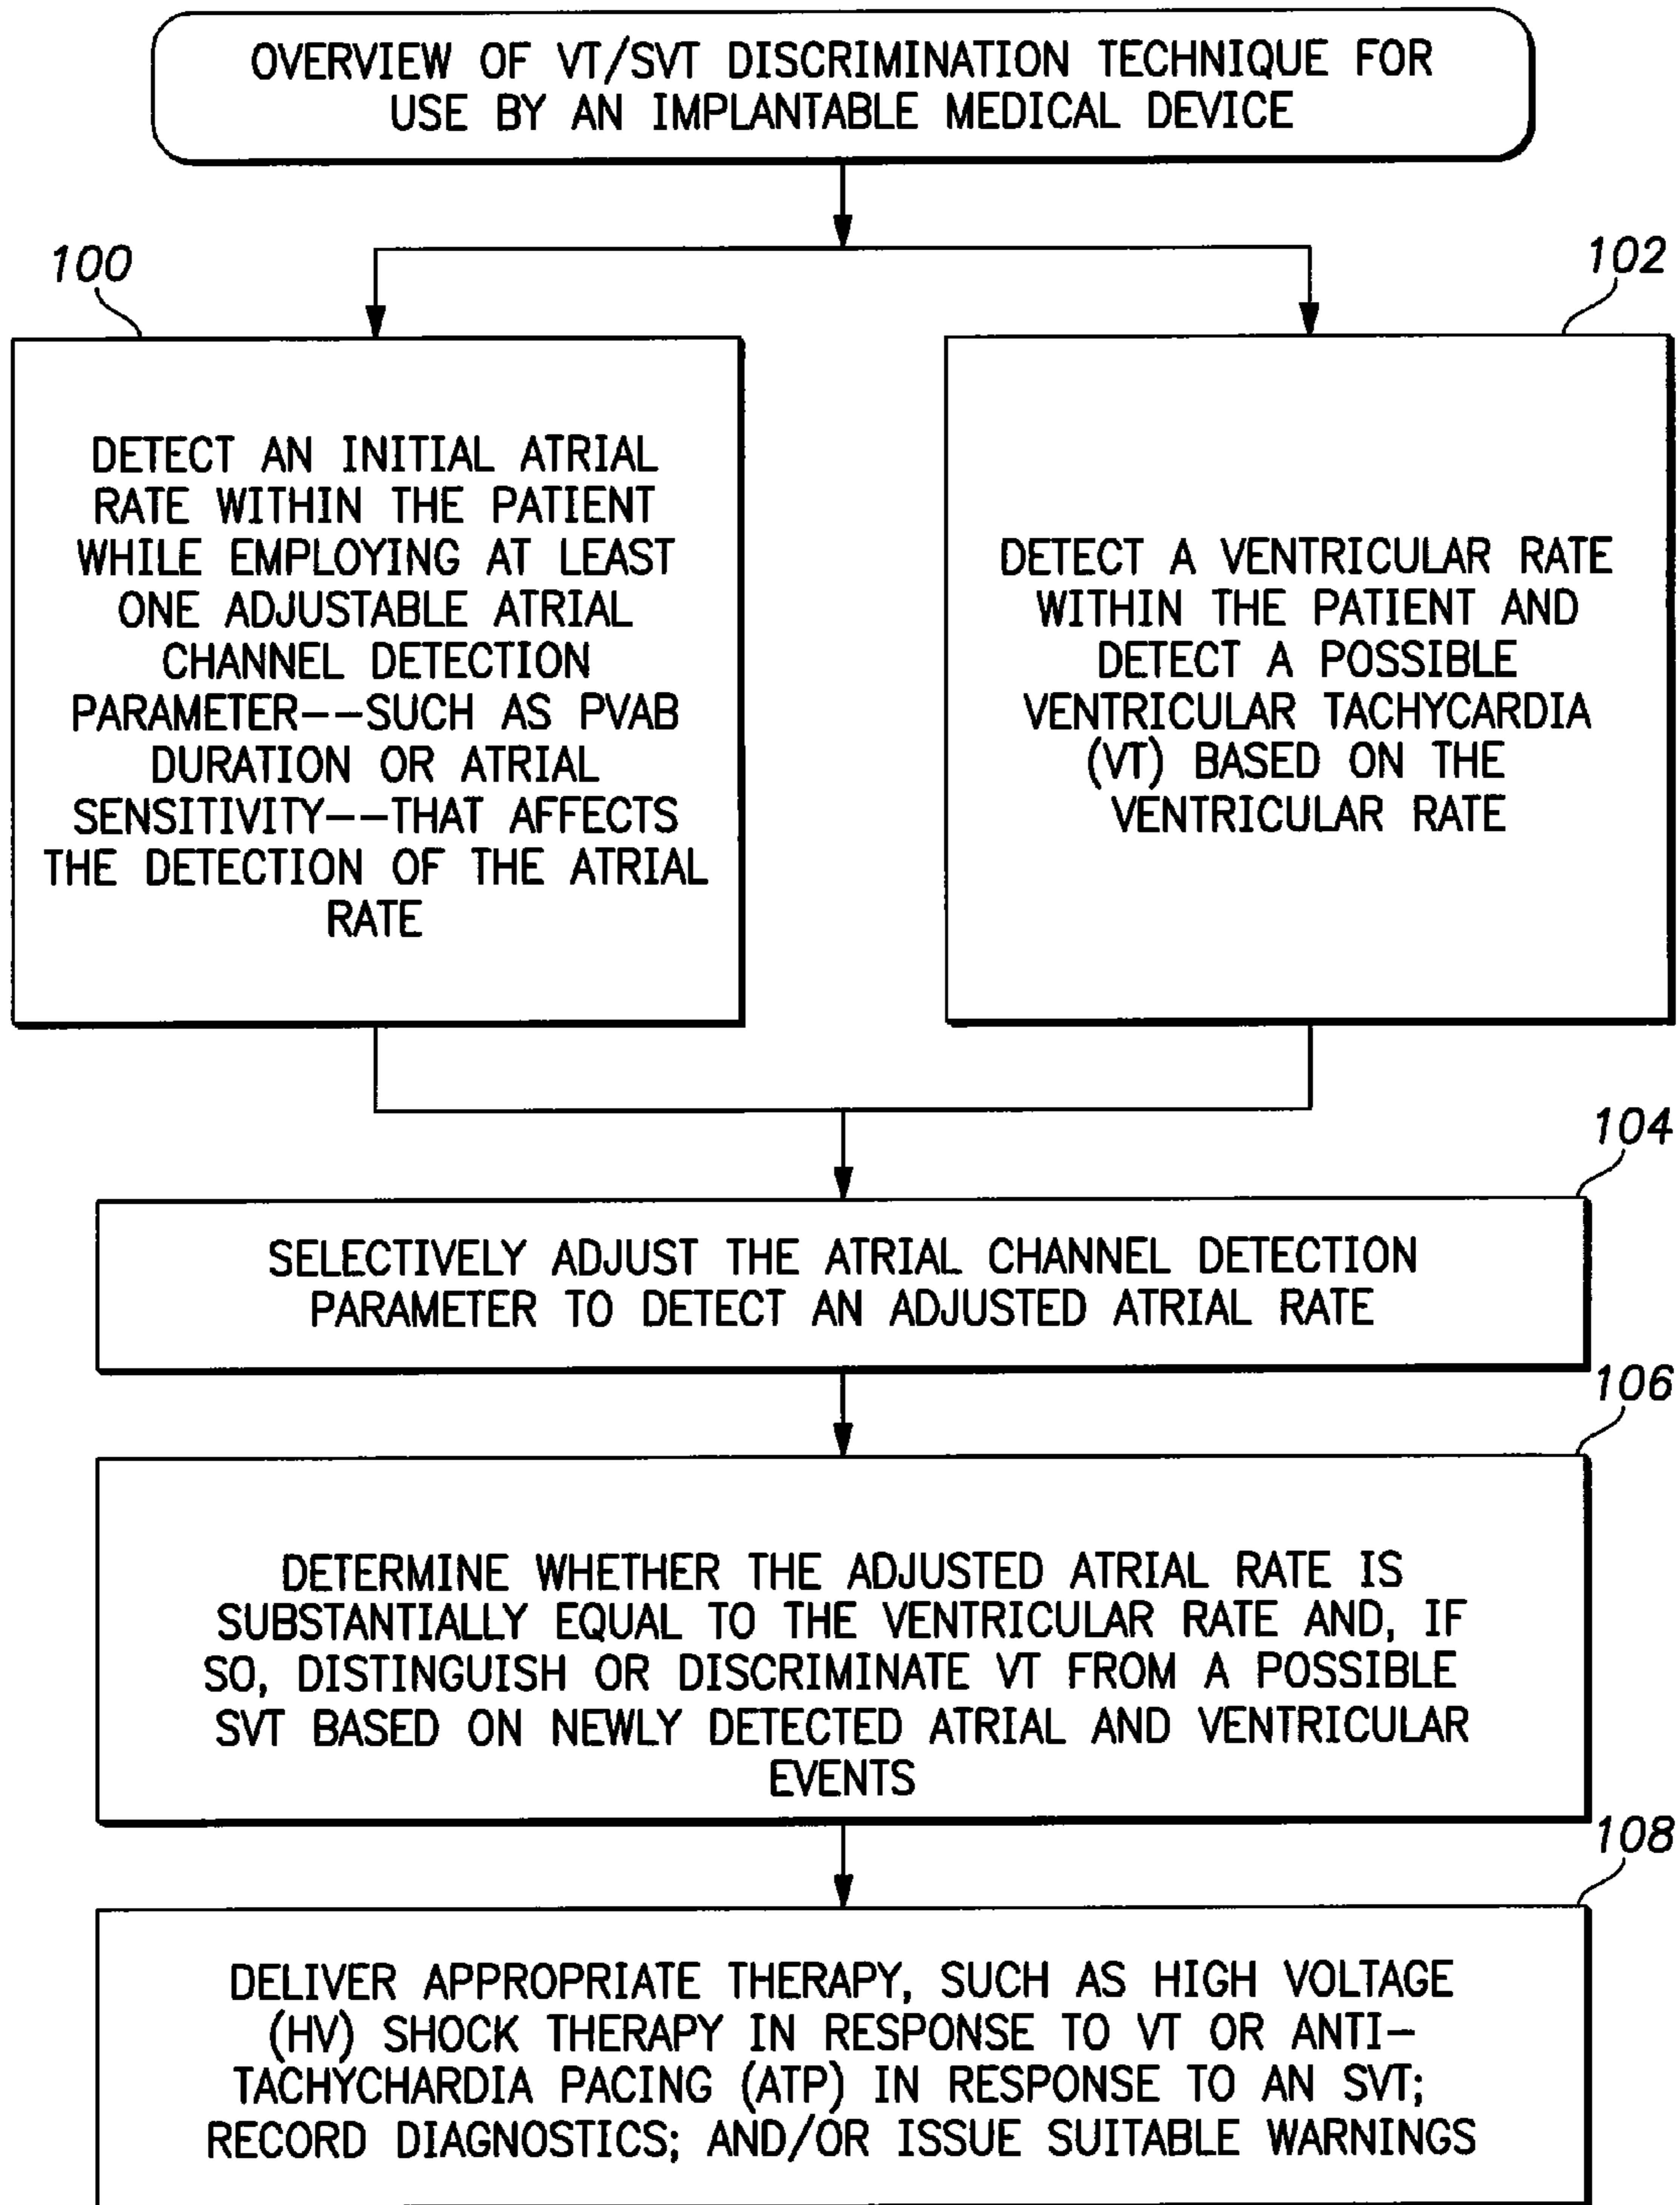 OVERVIEW OF VT/SVT DISCRIMINATION TECHNIQUE FOR
USE BY AN IMPLANTABLE MEDICAL DEVICE
100
102
DETECT AN INITIAL ATRIAL
RATE WITHIN THE PATIENT
WHILE EMPLOYING AT LEAST
ONE ADJUSTABLE ATRIAL
CHANNEL DETECTION
PARAMETER--SUCH AS PVAB
DURATION OR ATRIAL
SENSITIVITY--THAT AFFECTS
THE DETECTION OF THE ATRIAL
RATE
DETECT A VENTRICULAR RATE
WITHIN THE PATIENT AND
DETECT A POSSIBLE
VENTRICULAR TACHYCARDIA
(VT) BASED ON THE
VENTRICULAR RATE
104
SELECTIVELY ADJUST THE ATRIAL CHANNEL DETECTION
PARAMETER TO DETECT AN ADJUSTED ATRIAL RATE
106
DETERMINE WHETHER THE ADJUSTED ATRIAL RATE IS
SUBSTANTIALLY EQUAL TO THE VENTRICULAR RATE AND, IF
SO, DISTINGUISH OR DISCRIMINATE VT FROM A POSSIBLE
SVT BASED ON NEWLY DETECTED ATRIAL AND VENTRICULAR
EVENTS
108
DELIVER APPROPRIATE THERAPY, SUCH AS HIGH VOLTAGE
(HV) SHOCK THERAPY IN RESPONSE TO VT OR ANTI-
TACHYCHARDIA PACING (ATP) IN RESPONSE TO AN SVT;
RECORD DIAGNOSTICS; AND/OR ISSUE SUITABLE WARNINGS